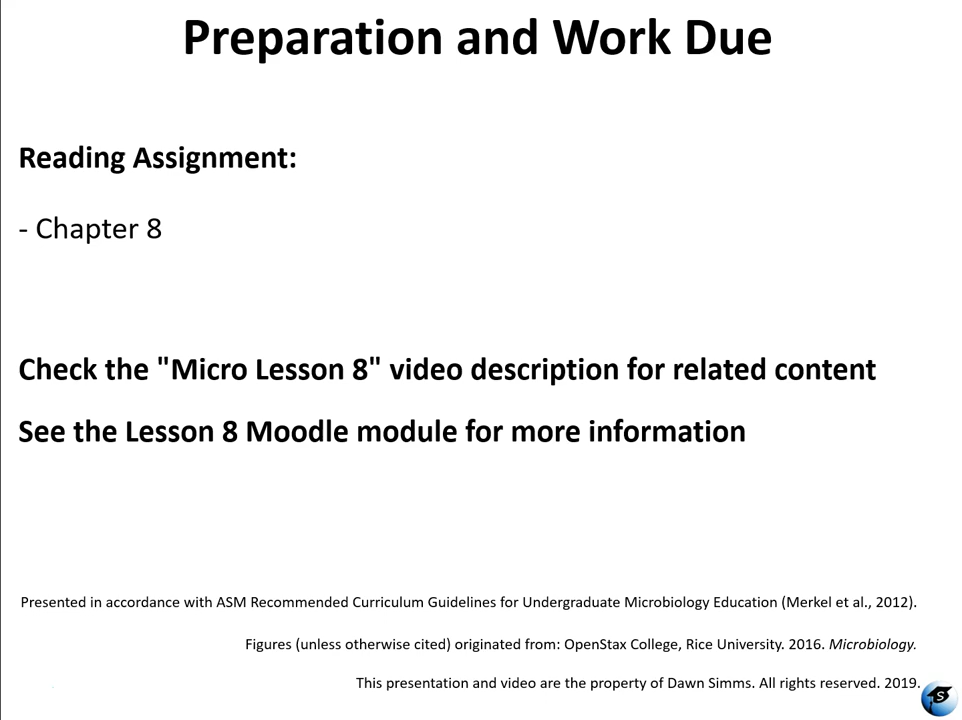 Preparation and Work Due
Reading Assignment:
- Chapter 8
Check the "Micro Lesson 8" video description for related content
See the Lesson 8 Moodle module for more information
Presented in accordance with ASM Recommended Curriculum Guidelines for Undergraduate Microbiology Education (Merkel et al., 2012).
Figures (unless otherwise cited) originated from: OpenStax College, Rice University. 2016. Microbiology.
This presentation and video are the property of Dawn Simms. All rights reserved. 2019.
S